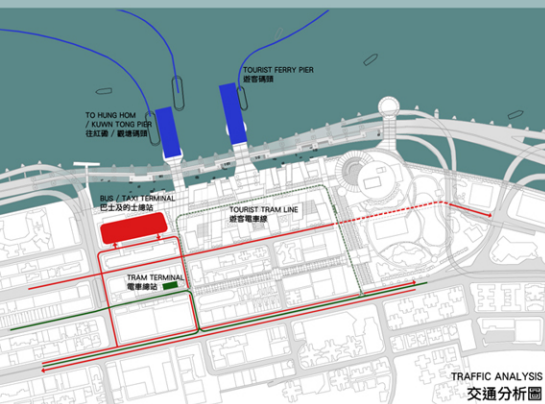 TOURIST FERRY PIER
遊客碼頭
TO HUNG HOM
/ KUWN TONG PIER
往紅磡 / 觀塘碼頭
BUS / TAXI TERMINAL
巴士及的士總站
TOURIST TRAM LINE
遊客電車線
TRAM TERMINAL
電車總站
TRAFFIC ANALYSIS
交通分析圖